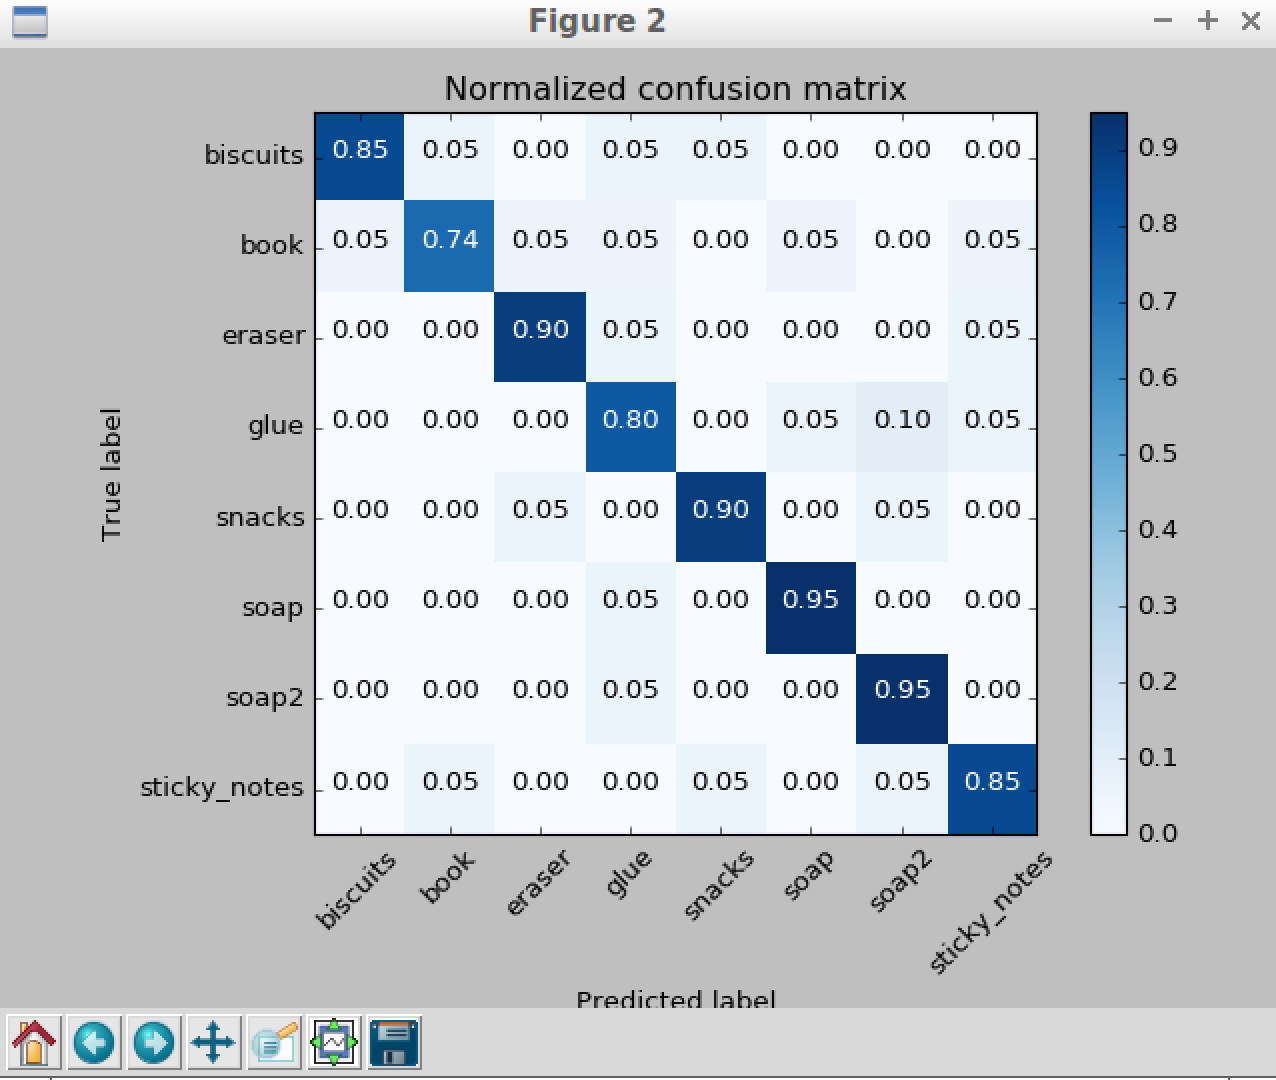 Figure 2
Normalized confusion matrix
biscuits 0.85 0.05 0.00 0.05 0.05 0.00 0.00 0.00
book 0.05 0.74 0.05 0.05 0.00 0.05 0.00 0.05
eraser 0.00 0.00 0.90 0.05 0.00 0.00 0.00 0.05
glue 0.00 0.00 0.00 0.80 0.00 0.05 0.10 0.05
snacks 0.00 0.00 0.05 0.00 0.90 0.00 0.05 0.00
soap 0.00 0.00 0.00 0.05 0.00 0.95 0.00 0.00
soap2 0.00 0.00 0.00 0.05 0.00 0.00 0.95 0.00
sticky_notes 0.00 0.05 0.00 0.00 0.05 0.00 0.05 0.85
True label
biscuits book eraser glue snacks soap soap2 sticky_notes
Predicted label
0.9
0.8
0.7
0.6
0.5
0.4
0.3
0.2
0.1
0.0